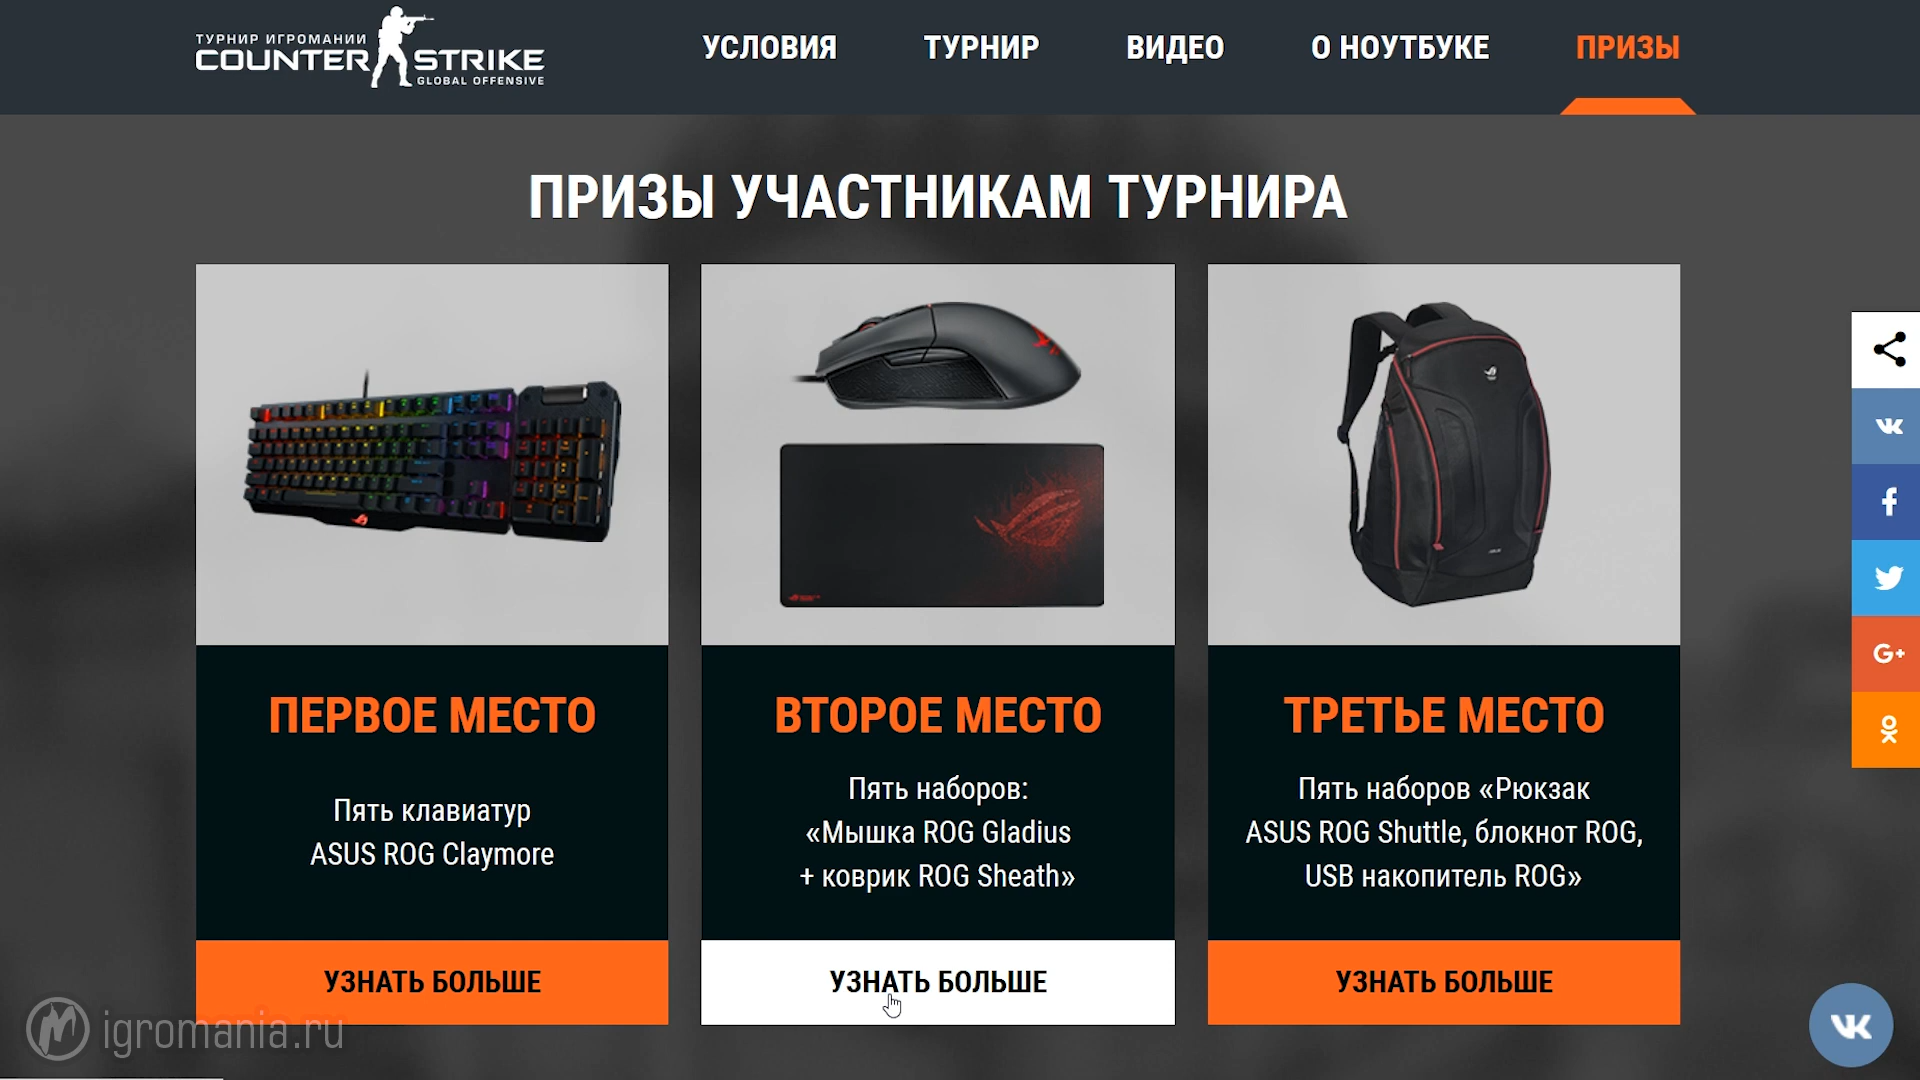 ТУРНИР ИГРОМАНИИ
COUNTER STRIKE
GLOBAL OFFENSIVE
УСЛОВИЯ
ТУРНИР
ВИДЕО
О НОУТБУКЕ
ПРИЗЫ
ПРИЗЫ УЧАСТНИКАМ ТУРНИРА
ПЕРВОЕ МЕСТО
Пять клавиатур
ASUS ROG Claymore
УЗНАТЬ БОЛЬШЕ
ВТОРОЕ МЕСТО
Пять наборов:
«Мышка ROG Gladius
+ коврик ROG Sheath»
УЗНАТЬ БОЛЬШЕ
ТРЕТЬЕ МЕСТО
Пять наборов «Рюкзак
ASUS ROG Shuttle, блокнот ROG,
USB накопитель ROG»
УЗНАТЬ БОЛЬШЕ
G+
igromania.ru